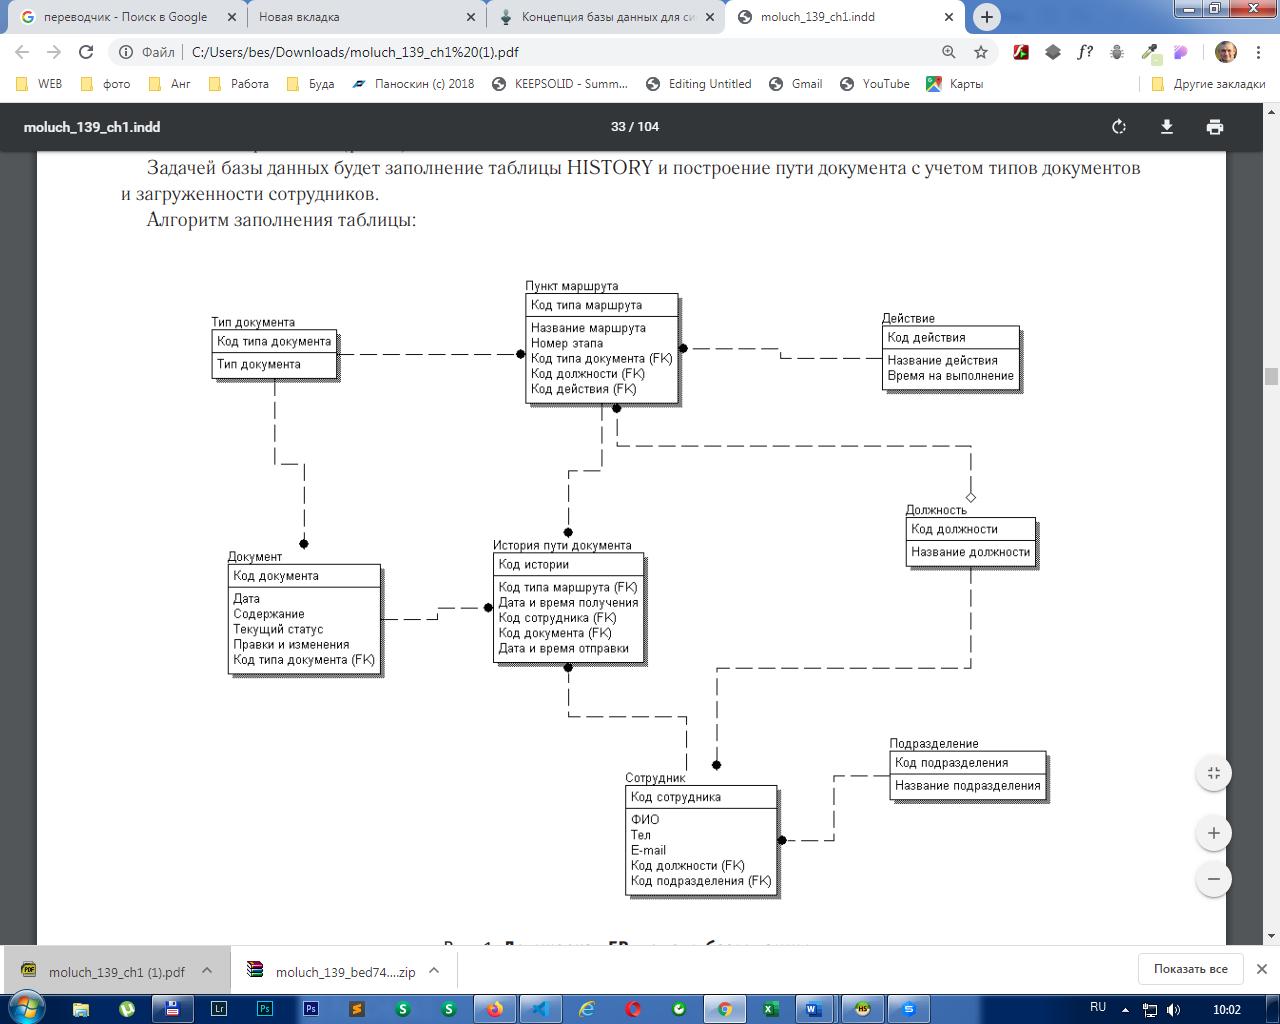 переводчик - Поиск в Google
Новая вкладка
Концепция базы данных для си
moluch_139_ch1.indd
Файл
C:/Users/bes/Downloads/moluch_139_ch1%20(1).pdf
WEB
фото
Анг
Работа
Буда
Паноскин (с) 2018
KEEPSOLID - Summ...
Editing Untitled
Gmail
YouTube
Карты
Другие закладки
moluch_139_ch1.indd
33 / 104
Задачей базы данных будет заполнение таблицы HISTORY и построение пути документа с учетом типов документов
и загруженности сотрудников.
Алгоритм заполнения таблицы:
Пункт маршрута
Код типа маршрута
Название маршрута
Номер этапа
Код типа документа (FK)
Код должности (FK)
Код действия (FK)
Тип документа
Код типа документа
Тип документа
Действие
Код действия
Название действия
Время на выполнение
Должность
Код должности
Название должности
Документ
Код документа
Дата
Содержание
Текущий статус
Правки и изменения
Код типа документа (FK)
История пути документа
Код истории
Код типа маршрута (FK)
Дата и время получения
Код сотрудника (FK)
Код документа (FK)
Дата и время отправки
Подразделение
Код подразделения
Название подразделения
Сотрудник
Код сотрудника
ФИО
Тел
E-mail
Код должности (FK)
Код подразделения (FK)
moluch_139_ch1 (1).pdf
moluch_139_bed74....zip
Показать все
RU
10:02